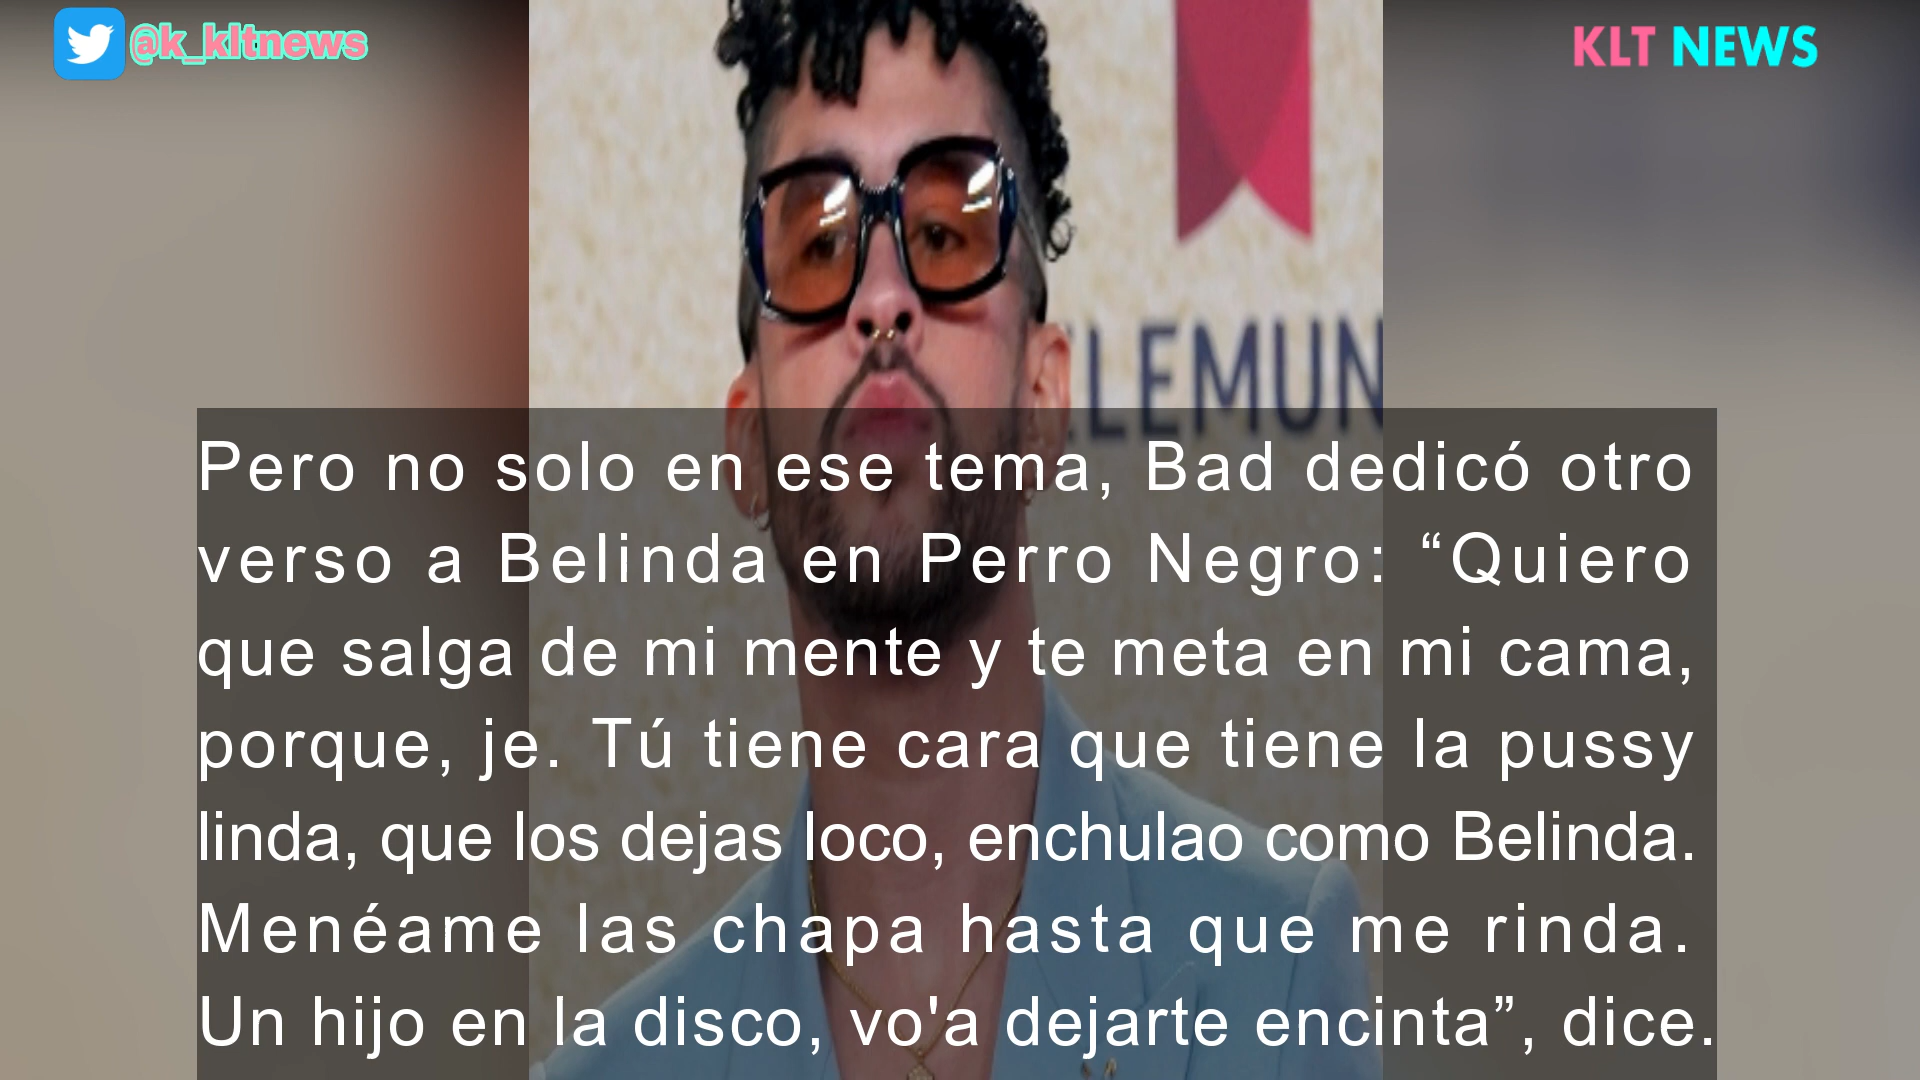 @k_kltnews
KLT NEWS
ELEMUN
Pero no solo en ese tema, Bad dedicó otro
verso a Belinda en Perro Negro: “Quiero
que salga de mi mente y te meta en mi cama,
porque, je. Tú tiene cara que tiene la pussy
linda, que los dejas loco, enchulao como Belinda.
Menéame las chapa hasta que me rinda.
Un hijo en la disco, vo'a dejarte encinta”, dice.